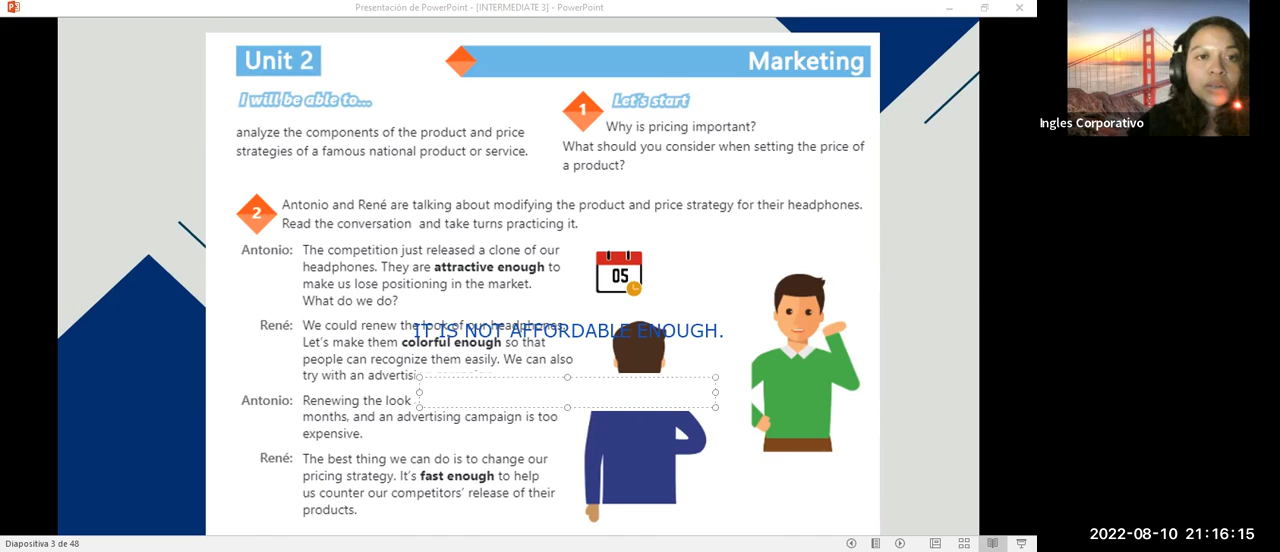 Presentación de PowerPoint - [INTERMEDIATE 3] - PowerPoint
Unit 2
Marketing
I will be able to...
analyze the components of the product and price
strategies of a famous national product or service.
1
Let's start
Why is pricing important?
What should you consider when setting the price of
a product?
2
Antonio and René are talking about modifying the product and price strategy for their headphones.
Read the conversation and take turns practicing it.
Antonio: The competition just released a clone of our
headphones. They are attractive enough to
make us lose positioning in the market.
What do we do?
05
René: We could renew the look of our headphones.
IT IS NOT AFFORDABLE ENOUGH.
Let's make them colorful enough so that
people can recognize them easily. We can also
try with an
Antonio: Renewing the look
months, and an advertising campaign is too
expensive.
René: The best thing we can do is to change our
pricing strategy. It's fast enough to help
us counter our competitors' release of their
products.
Ingles Corporativo
2022-08-10 21:16:15
Diapositiva 3 de 48